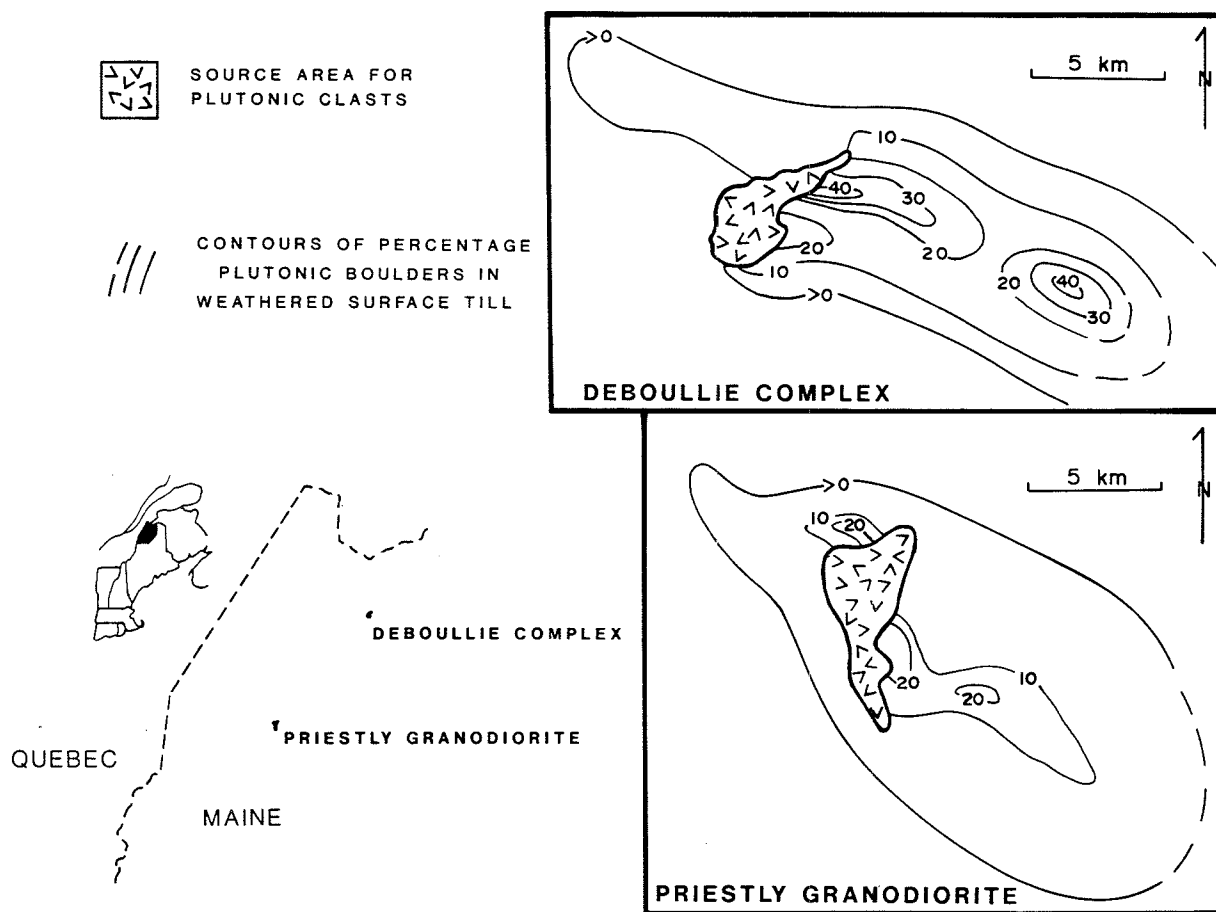 SOURCE AREA FOR
PLUTONIC CLASTS
CONTOURS OF PERCENTAGE
PLUTONIC BOULDERS IN
WEATHERED SURFACE TILL
>0
5 km
N
10
40
30
20
20
10
>0
20
40
30
DEBOULLIE COMPLEX
>0
5 km
N
10
20
20
20
10
PRIESTLY GRANODIORITE
DEBOULLIE COMPLEX
PRIESTLY GRANODIORITE
QUEBEC
MAINE